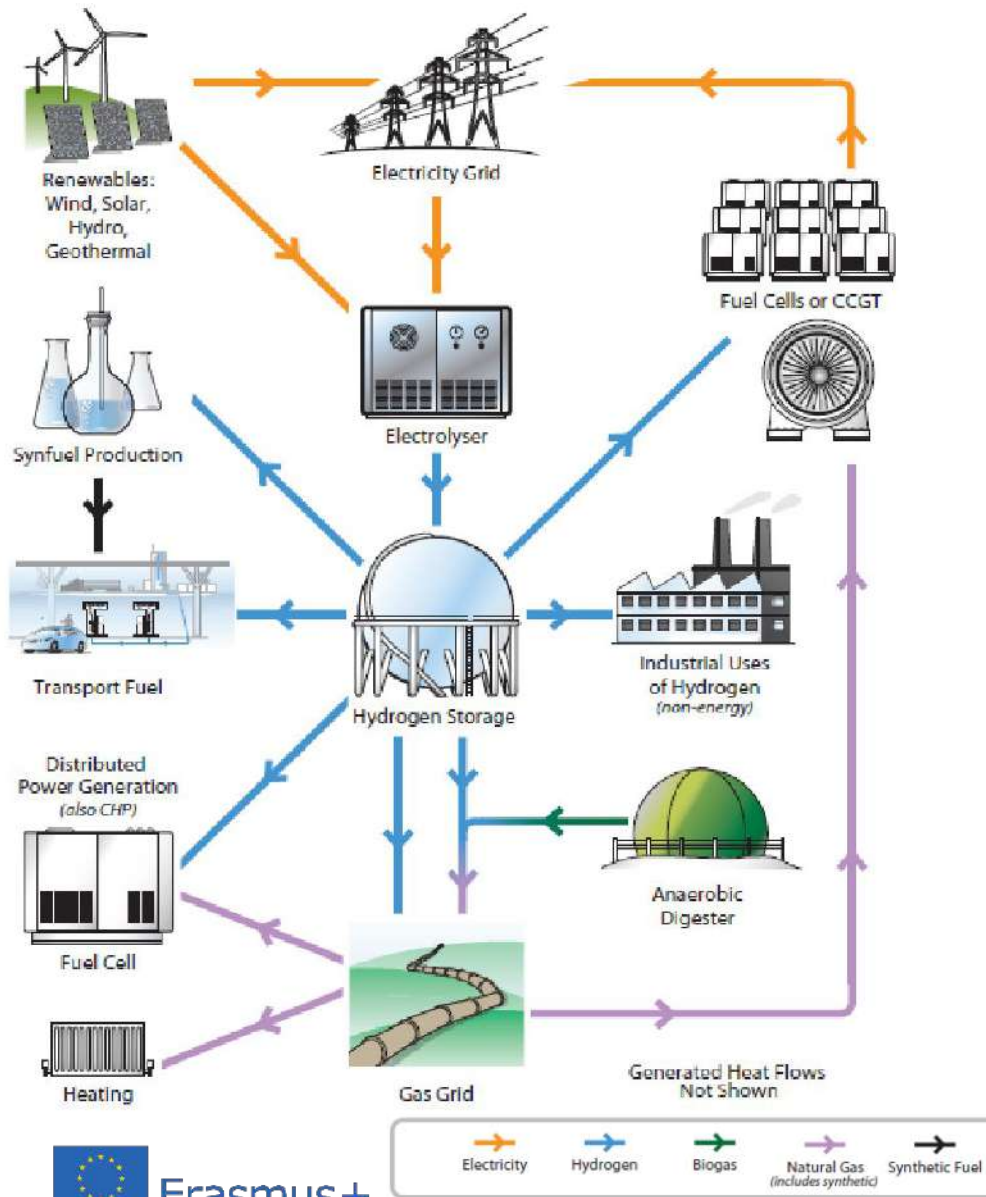 Electricity Grid
Renewables:
Wind, Solar,
Hydro,
Geothermal
Fuel Cells or CCGT
Electrolyser
Synfuel Production
Transport Fuel
Hydrogen Storage
Industrial Uses
of Hydrogen
(non-energy)
Distributed
Power Generation
(also CHP)
Fuel Cell
Anaerobic
Digester
Heating
Gas Grid
Generated Heat Flows
Not Shown
Electricity
Hydrogen
Biogas
Natural Gas
(includes synthetic)
Synthetic Fuel
Erasmus+